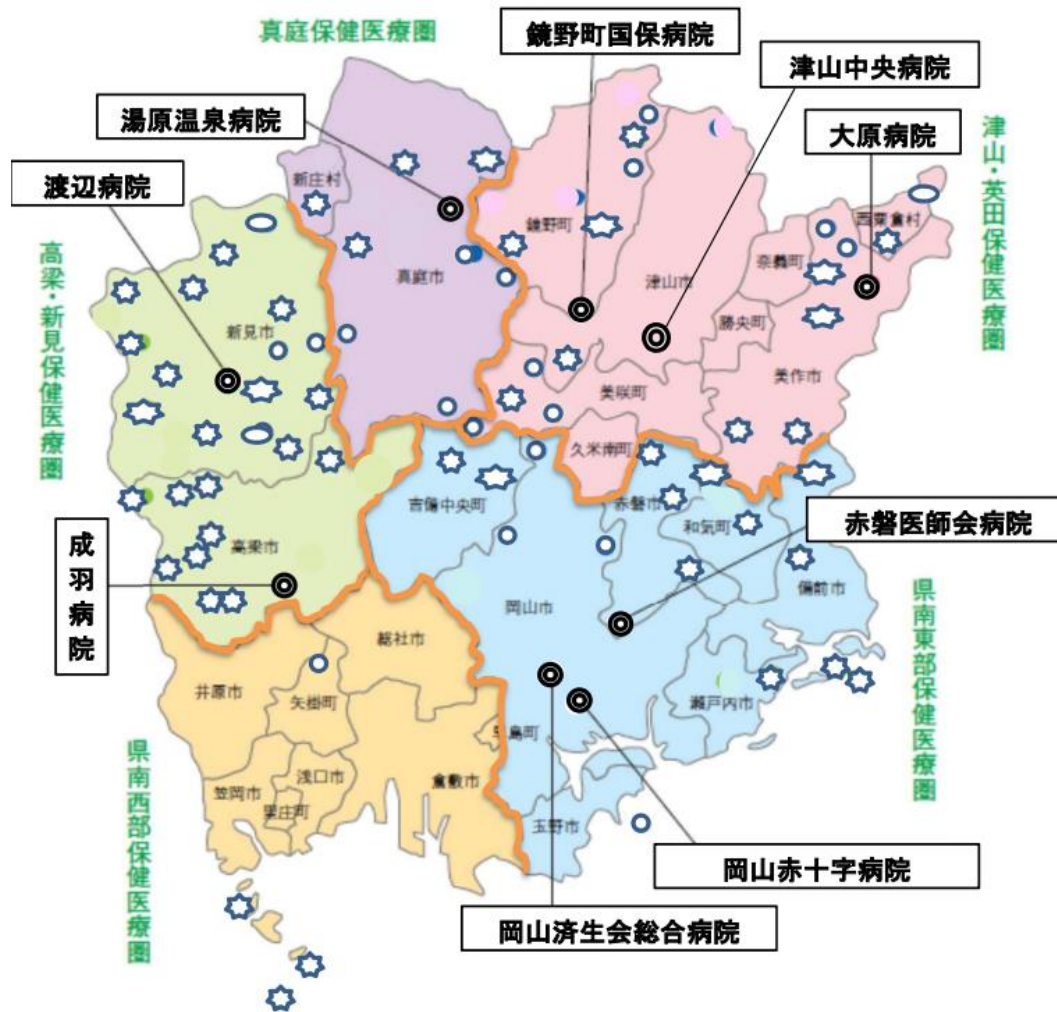 真庭保健医療圏
鏡野町国保病院
津山中央病院
湯原温泉病院
大原病院
渡辺病院
津山・英田保健医療圏
高梁・新見保健医療圏
新庄村
西粟倉村
鏡野町
奈義町
真庭市
津山市
新見市
勝央町
美咲町
美作市
久米南町
吉備中央町
赤磐市
和気町
赤磐医師会病院
成羽病院
高梁市
備前市
岡山市
県南東部保健医療圏
総社市
井原市
矢掛町
瀬戸内市
早島町
浅口市
倉敷市
笠岡市
里庄町
玉野市
県南西部保健医療圏
岡山赤十字病院
岡山済生会総合病院